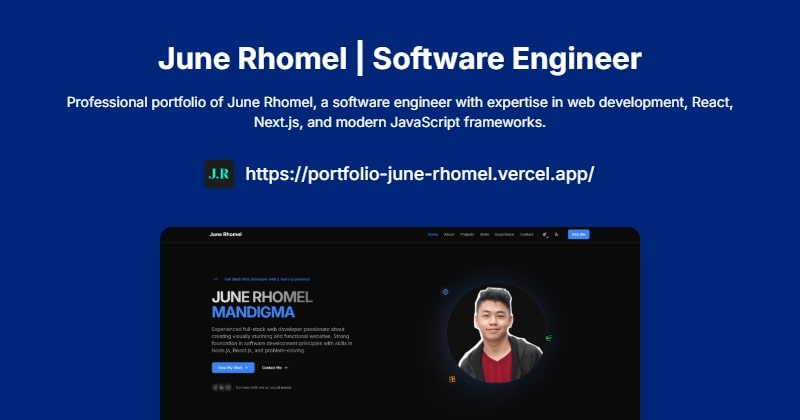 June Rhomel | Software Engineer
Professional portfolio of June Rhomel, a software engineer with expertise in web development, React,
Next.js, and modern JavaScript frameworks.
J.R
https://portfolio-june-rhomel.vercel.app/
June Rhomel
Home About Projects Skills Experience Contact Hire Me
Full Stack Web Developer with 2 Years Experience
JUNE RHOMEL
MANDIGMA
Experienced full-stack web developer passionate about
creating visually stunning and functional websites. Strong
foundation in software development principles with skills in
Node.js, React.js, and problem-solving.
View My Work → Contact Me →
Connect with me on social media